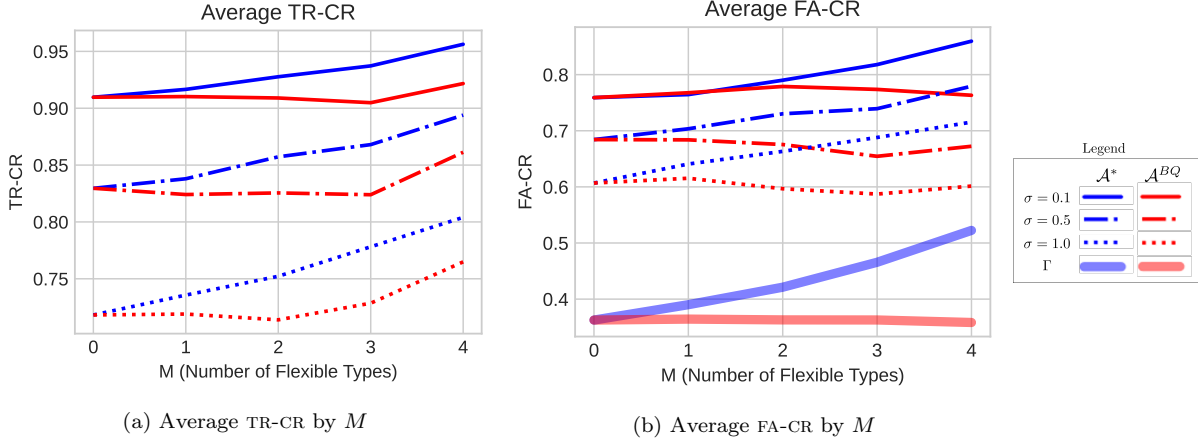 Average TR-CR
TR-CR
0.95
0.90
0.85
0.80
0.75
0 1 2 3 4
M (Number of Flexible Types)
(a) Average TR-CR by M
Average FA-CR
FA-CR
0.8
0.7
0.6
0.5
0.4
0 1 2 3 4
M (Number of Flexible Types)
(b) Average FA-CR by M
Legend
𝒜* 𝒜^{BQ}
σ = 0.1
σ = 0.5
σ = 1.0
Γ